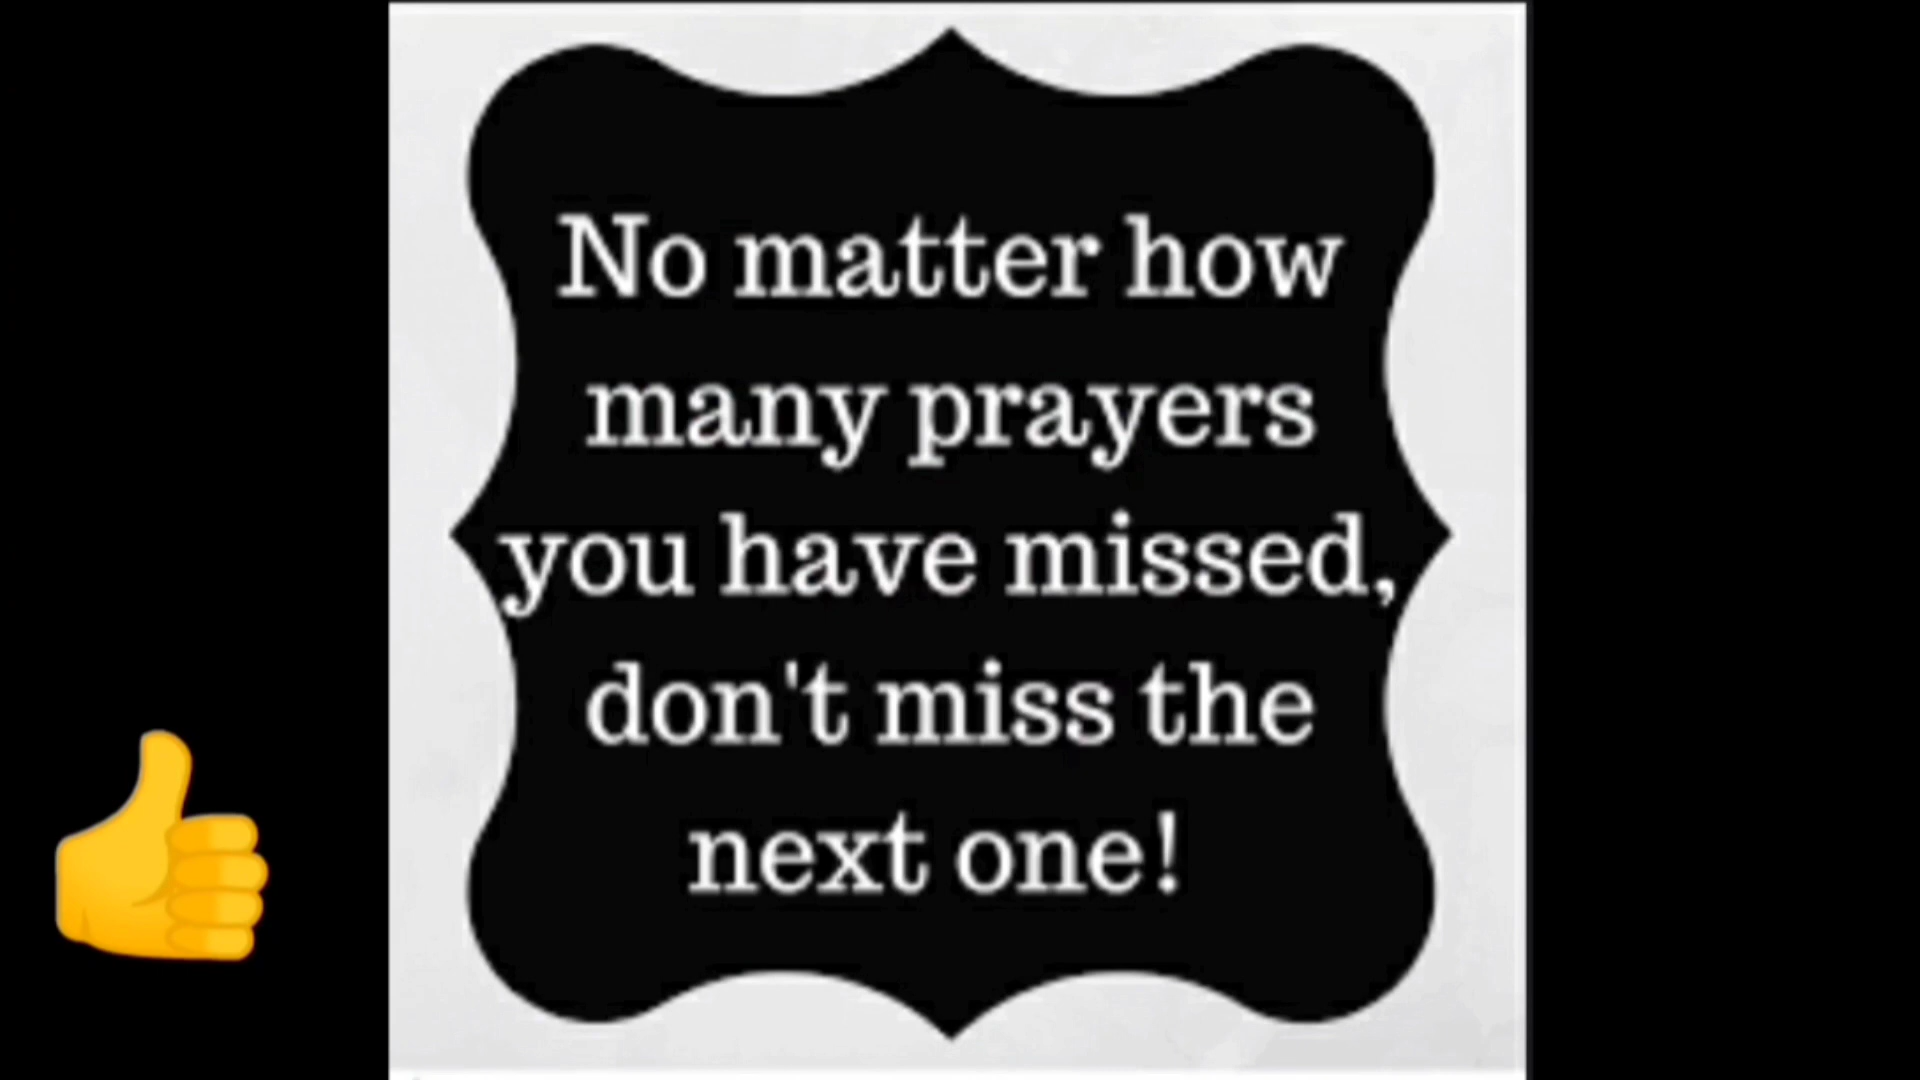 No matter how
many prayers
you have missed,
don't miss the
next one!